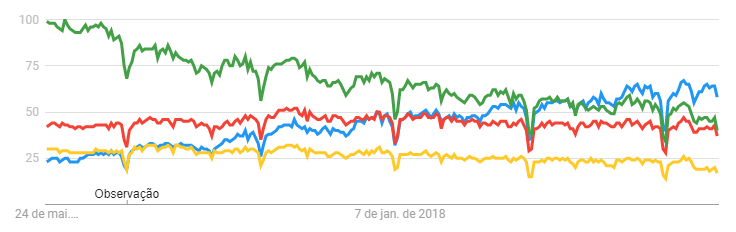 100
75
50
25
Observação
24 de mai.…
7 de jan. de 2018